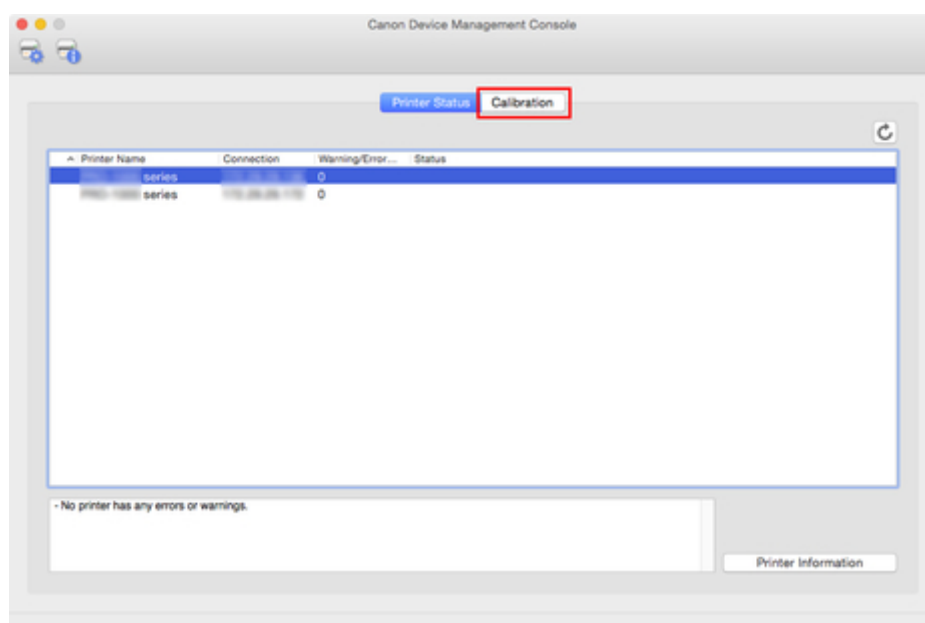 Canon Device Management Console
Printer Status Calibration
Printer Name Connection Warning/Error... Status
series 0
series 0
- No printer has any errors or warnings.
Printer Information